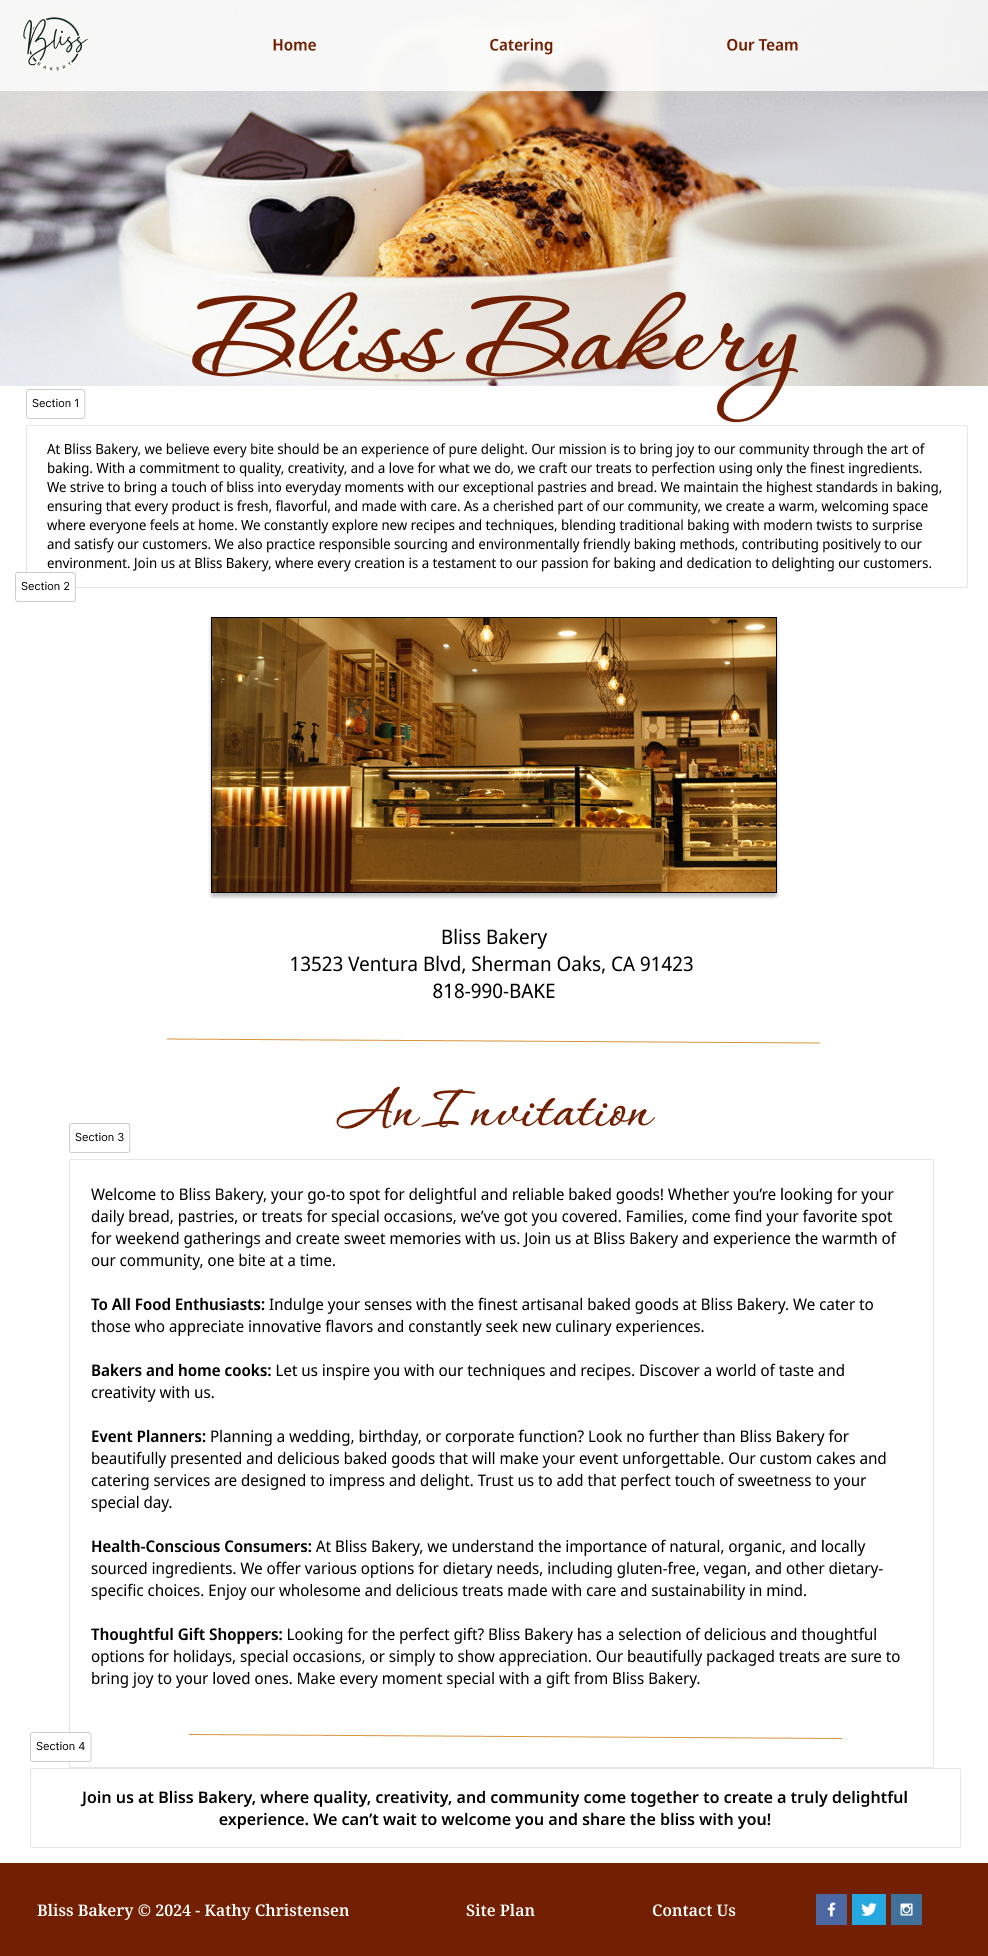 Bliss
BAKERY
Home
Catering
Our Team
Bliss Bakery
Section 1
At Bliss Bakery, we believe every bite should be an experience of pure delight. Our mission is to bring joy to our community through the art of
baking. With a commitment to quality, creativity, and a love for what we do, we craft our treats to perfection using only the finest ingredients.
We strive to bring a touch of bliss into everyday moments with our exceptional pastries and bread. We maintain the highest standards in baking,
ensuring that every product is fresh, flavorful, and made with care. As a cherished part of our community, we create a warm, welcoming space
where everyone feels at home. We constantly explore new recipes and techniques, blending traditional baking with modern twists to surprise
and satisfy our customers. We also practice responsible sourcing and environmentally friendly baking methods, contributing positively to our
environment. Join us at Bliss Bakery, where every creation is a testament to our passion for baking and dedication to delighting our customers.
Section 2
Bliss Bakery
13523 Ventura Blvd, Sherman Oaks, CA 91423
818-990-BAKE
An Invitation
Section 3
Welcome to Bliss Bakery, your go-to spot for delightful and reliable baked goods! Whether you’re looking for your
daily bread, pastries, or treats for special occasions, we’ve got you covered. Families, come find your favorite spot
for weekend gatherings and create sweet memories with us. Join us at Bliss Bakery and experience the warmth of
our community, one bite at a time.
To All Food Enthusiasts: Indulge your senses with the finest artisanal baked goods at Bliss Bakery. We cater to
those who appreciate innovative flavors and constantly seek new culinary experiences.
Bakers and home cooks: Let us inspire you with our techniques and recipes. Discover a world of taste and
creativity with us.
Event Planners: Planning a wedding, birthday, or corporate function? Look no further than Bliss Bakery for
beautifully presented and delicious baked goods that will make your event unforgettable. Our custom cakes and
catering services are designed to impress and delight. Trust us to add that perfect touch of sweetness to your
special day.
Health-Conscious Consumers: At Bliss Bakery, we understand the importance of natural, organic, and locally
sourced ingredients. We offer various options for dietary needs, including gluten-free, vegan, and other dietary-
specific choices. Enjoy our wholesome and delicious treats made with care and sustainability in mind.
Thoughtful Gift Shoppers: Looking for the perfect gift? Bliss Bakery has a selection of delicious and thoughtful
options for holidays, special occasions, or simply to show appreciation. Our beautifully packaged treats are sure to
bring joy to your loved ones. Make every moment special with a gift from Bliss Bakery.
Section 4
Join us at Bliss Bakery, where quality, creativity, and community come together to create a truly delightful
experience. We can’t wait to welcome you and share the bliss with you!
Bliss Bakery © 2024 - Kathy Christensen
Site Plan
Contact Us